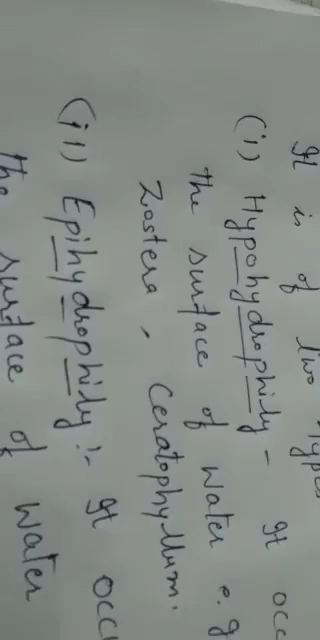 It is of two types
(i) Hypohydrophily - It occ
the surface of water e.g
Zostera, Ceratophyllum.
(ii) Epihydrophily :- It occu
the surface of water